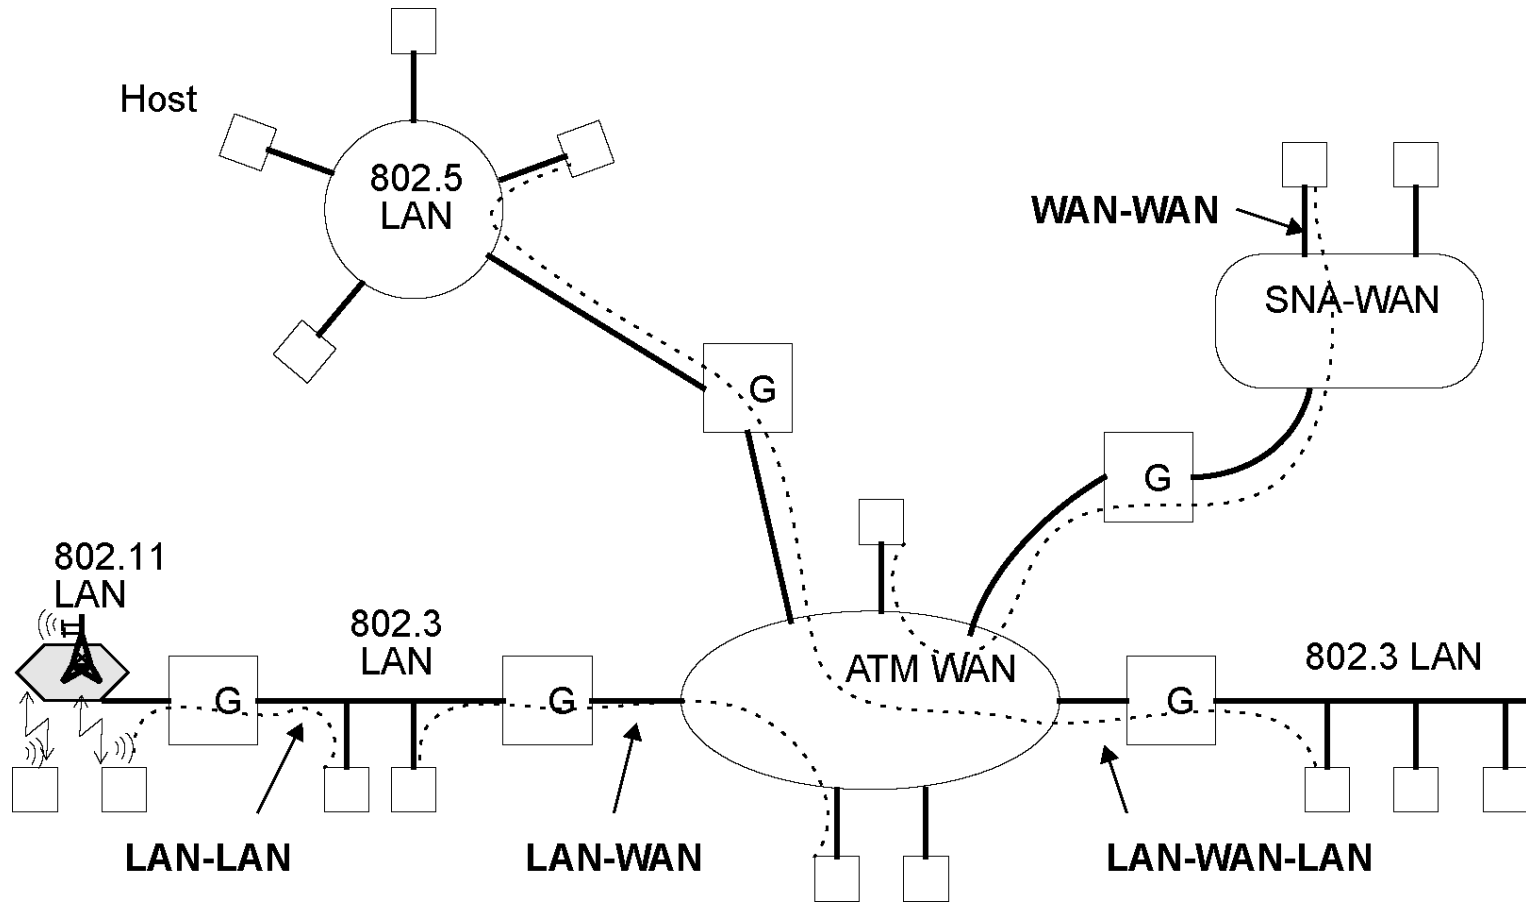 Host
802.5
LAN
WAN-WAN
SNA-WAN
G
G
802.11
LAN
802.3
LAN
ATM WAN
802.3 LAN
G
G
G
LAN-LAN
LAN-WAN
LAN-WAN-LAN